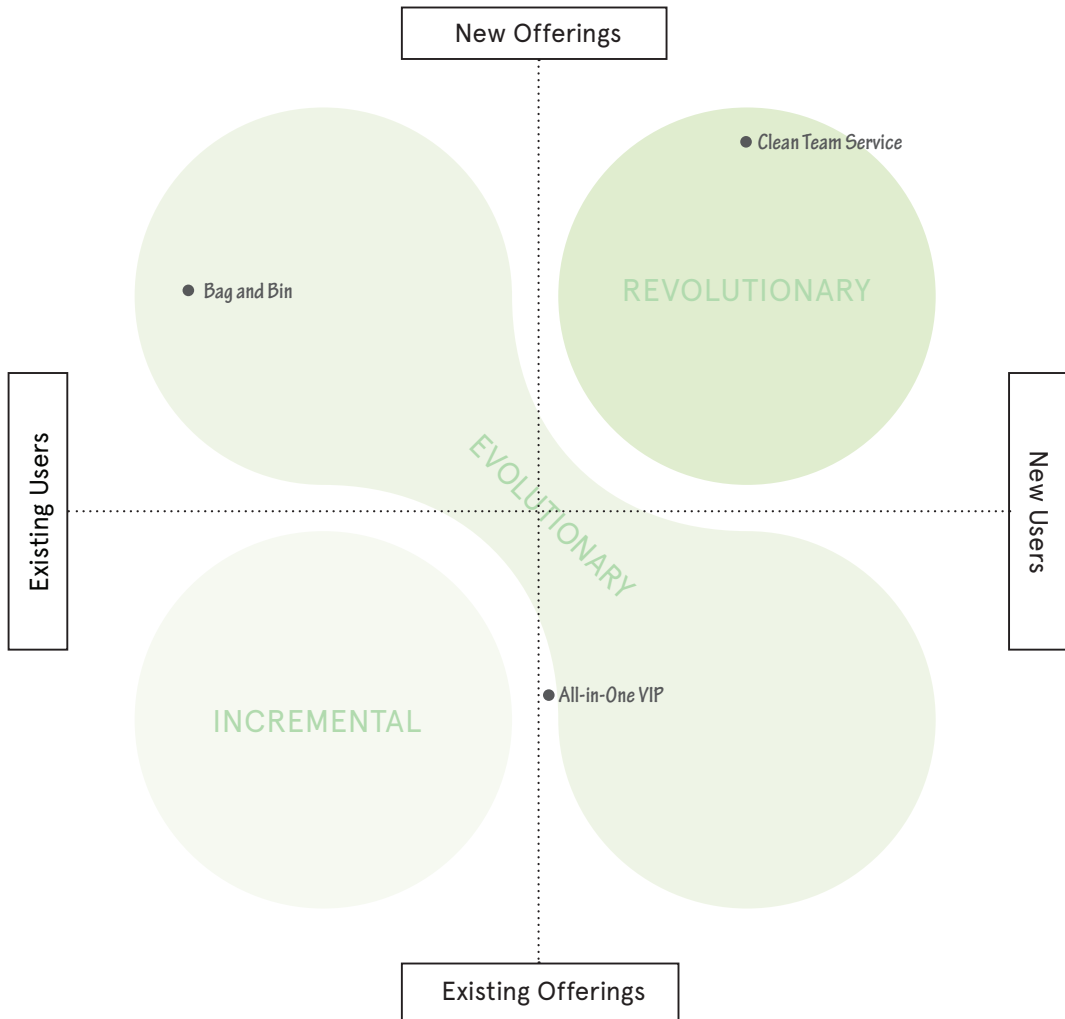 New Offerings
Clean Team Service
Bag and Bin
REVOLUTIONARY
Existing Users
EVOLUTIONARY
New Users
All-in-One VIP
INCREMENTAL
Existing Offerings